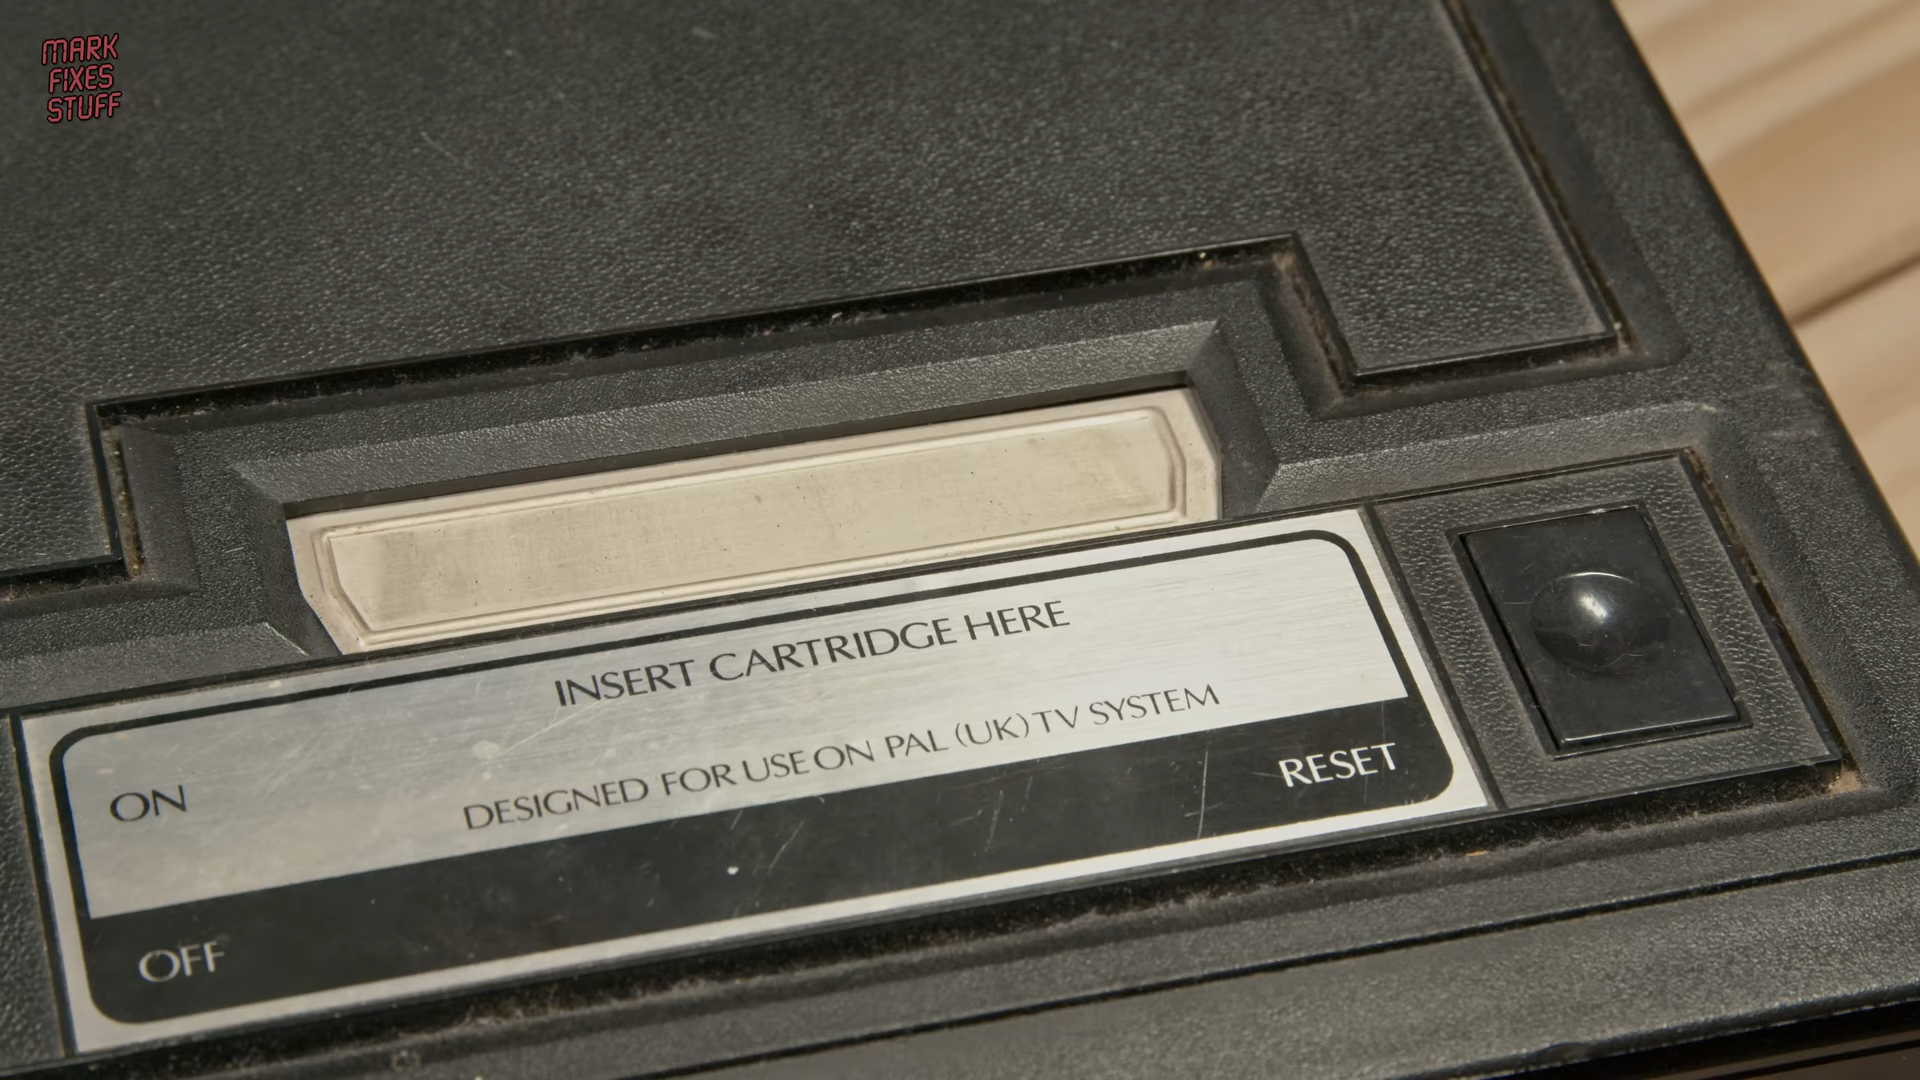 MARK
FIXES
STUFF
INSERT CARTRIDGE HERE
DESIGNED FOR USE ON PAL (UK) TV SYSTEM
ON
RESET
OFF